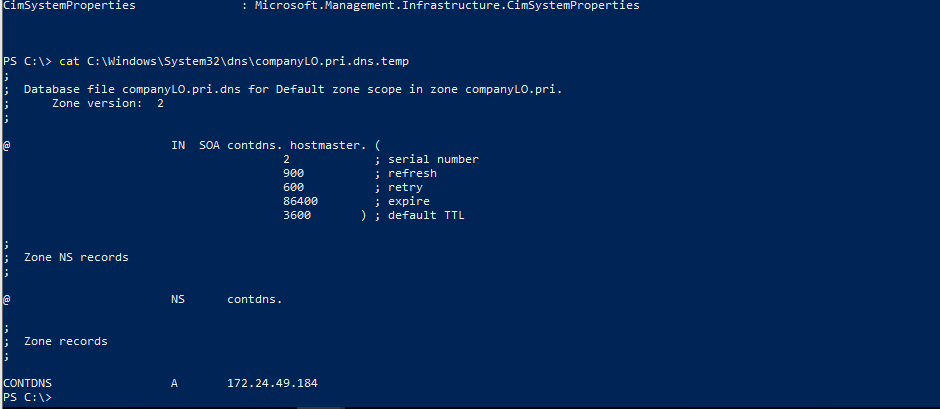 CimSystemProperties : Microsoft.Management.Infrastructure.CimSystemProperties
PS C:\> cat C:\Windows\System32\dns\companyLO.pri.dns.temp
;
;  Database file companyLO.pri.dns for Default zone scope in zone companyLO.pri.
;      Zone version:  2
;
@                       IN  SOA contdns. hostmaster. (
                                        2            ; serial number
                                        900          ; refresh
                                        600          ; retry
                                        86400        ; expire
                                        3600       ) ; default TTL
;
;  Zone NS records
;
@                       NS      contdns.
;
;  Zone records
;
CONTDNS                 A       172.24.49.184
PS C:\>